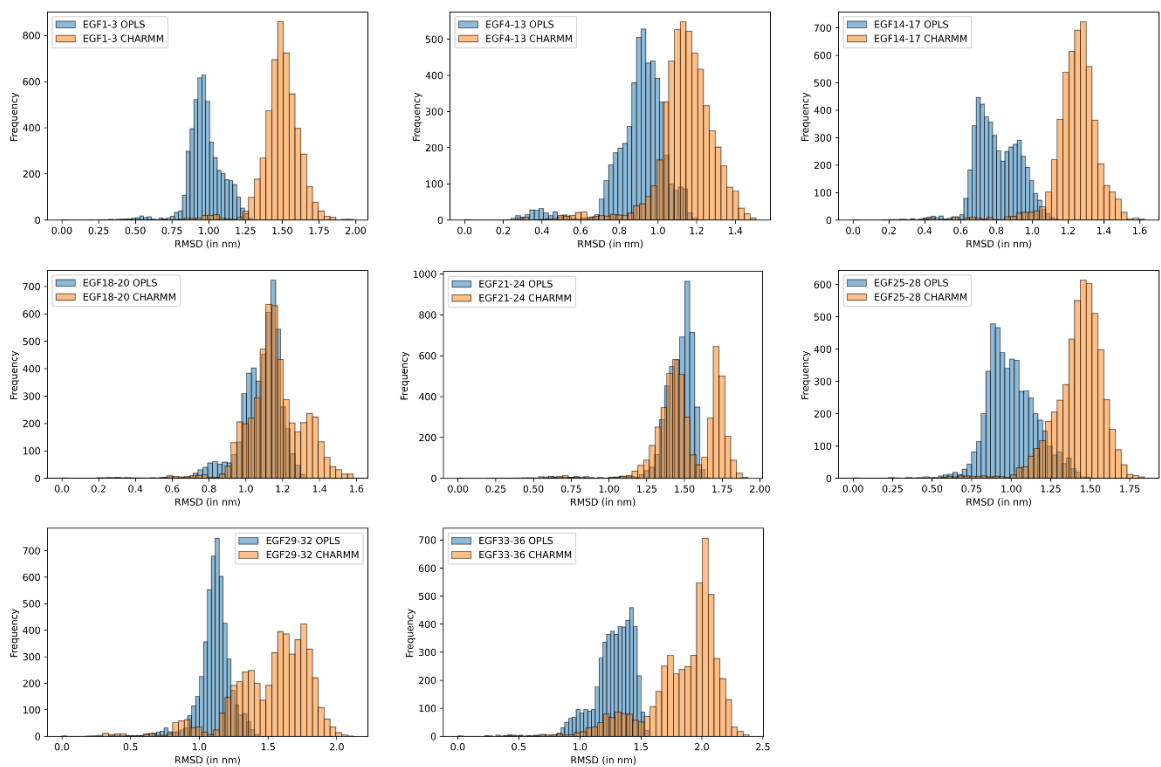 EGF1-3 OPLS
EGF1-3 CHARMM
Frequency
800
600
400
200
0
0.00 0.25 0.50 0.75 1.00 1.25 1.50 1.75 2.00
RMSD (in nm)
EGF4-13 OPLS
EGF4-13 CHARMM
Frequency
500
400
300
200
100
0
0.0 0.2 0.4 0.6 0.8 1.0 1.2 1.4
RMSD (in nm)
EGF14-17 OPLS
EGF14-17 CHARMM
Frequency
700
600
500
400
300
200
100
0
0.0 0.2 0.4 0.6 0.8 1.0 1.2 1.4 1.6
RMSD (in nm)
EGF18-20 OPLS
EGF18-20 CHARMM
Frequency
700
600
500
400
300
200
100
0
0.0 0.2 0.4 0.6 0.8 1.0 1.2 1.4 1.6
RMSD (in nm)
EGF21-24 OPLS
EGF21-24 CHARMM
Frequency
1000
800
600
400
200
0
0.00 0.25 0.50 0.75 1.00 1.25 1.50 1.75 2.00
RMSD (in nm)
EGF25-28 OPLS
EGF25-28 CHARMM
Frequency
600
500
400
300
200
100
0
0.00 0.25 0.50 0.75 1.00 1.25 1.50 1.75
RMSD (in nm)
EGF29-32 OPLS
EGF29-32 CHARMM
Frequency
700
600
500
400
300
200
100
0
0.0 0.5 1.0 1.5 2.0
RMSD (in nm)
EGF33-36 OPLS
EGF33-36 CHARMM
Frequency
700
600
500
400
300
200
100
0
0.0 0.5 1.0 1.5 2.0 2.5
RMSD (in nm)